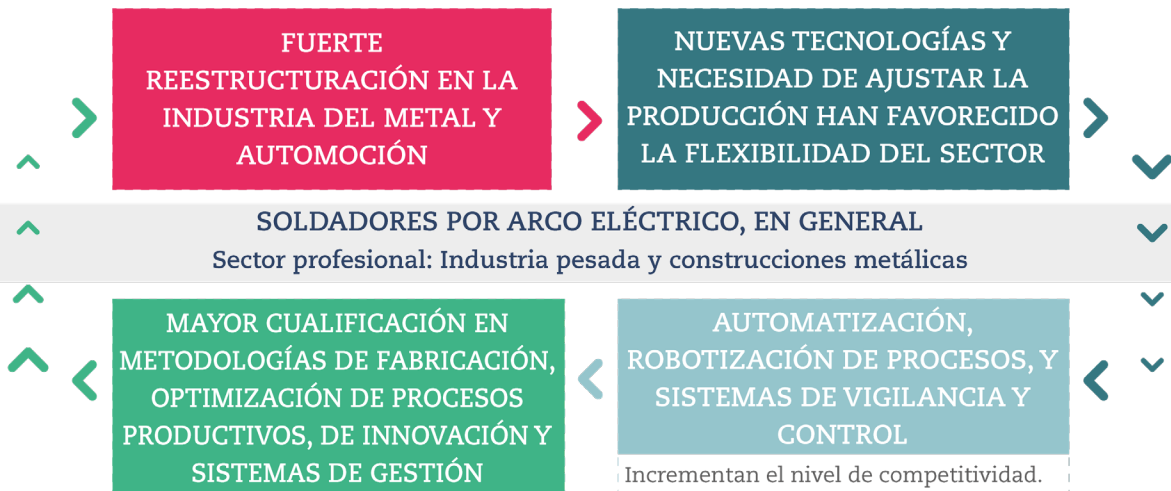 FUERTE
REESTRUCTURACIÓN EN LA
INDUSTRIA DEL METAL Y
AUTOMOCIÓN
NUEVAS TECNOLOGÍAS Y
NECESIDAD DE AJUSTAR LA
PRODUCCIÓN HAN FAVORECIDO
LA FLEXIBILIDAD DEL SECTOR
SOLDADORES POR ARCO ELÉCTRICO, EN GENERAL
Sector profesional: Industria pesada y construcciones metálicas
MAYOR CUALIFICACIÓN EN
METODOLOGÍAS DE FABRICACIÓN,
OPTIMIZACIÓN DE PROCESOS
PRODUCTIVOS, DE INNOVACIÓN Y
SISTEMAS DE GESTIÓN
AUTOMATIZACIÓN,
ROBOTIZACIÓN DE PROCESOS, Y
SISTEMAS DE VIGILANCIA Y
CONTROL
Incrementan el nivel de competitividad.